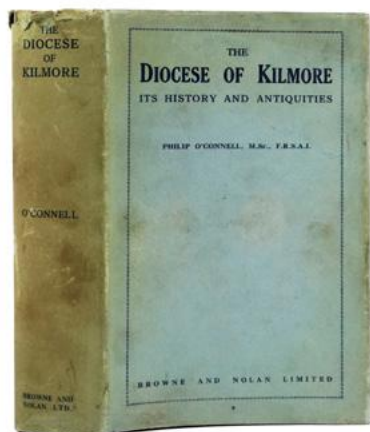 THE
DIOCESE
OF
KILMORE
O'CONNELL
BROWNE AND
NOLAN LTD.
THE
DIOCESE OF KILMORE
ITS HISTORY AND ANTIQUITIES
PHILIP O'CONNELL, M.Sc., F.R.S.A.I.
BROWNE AND NOLAN LIMITED